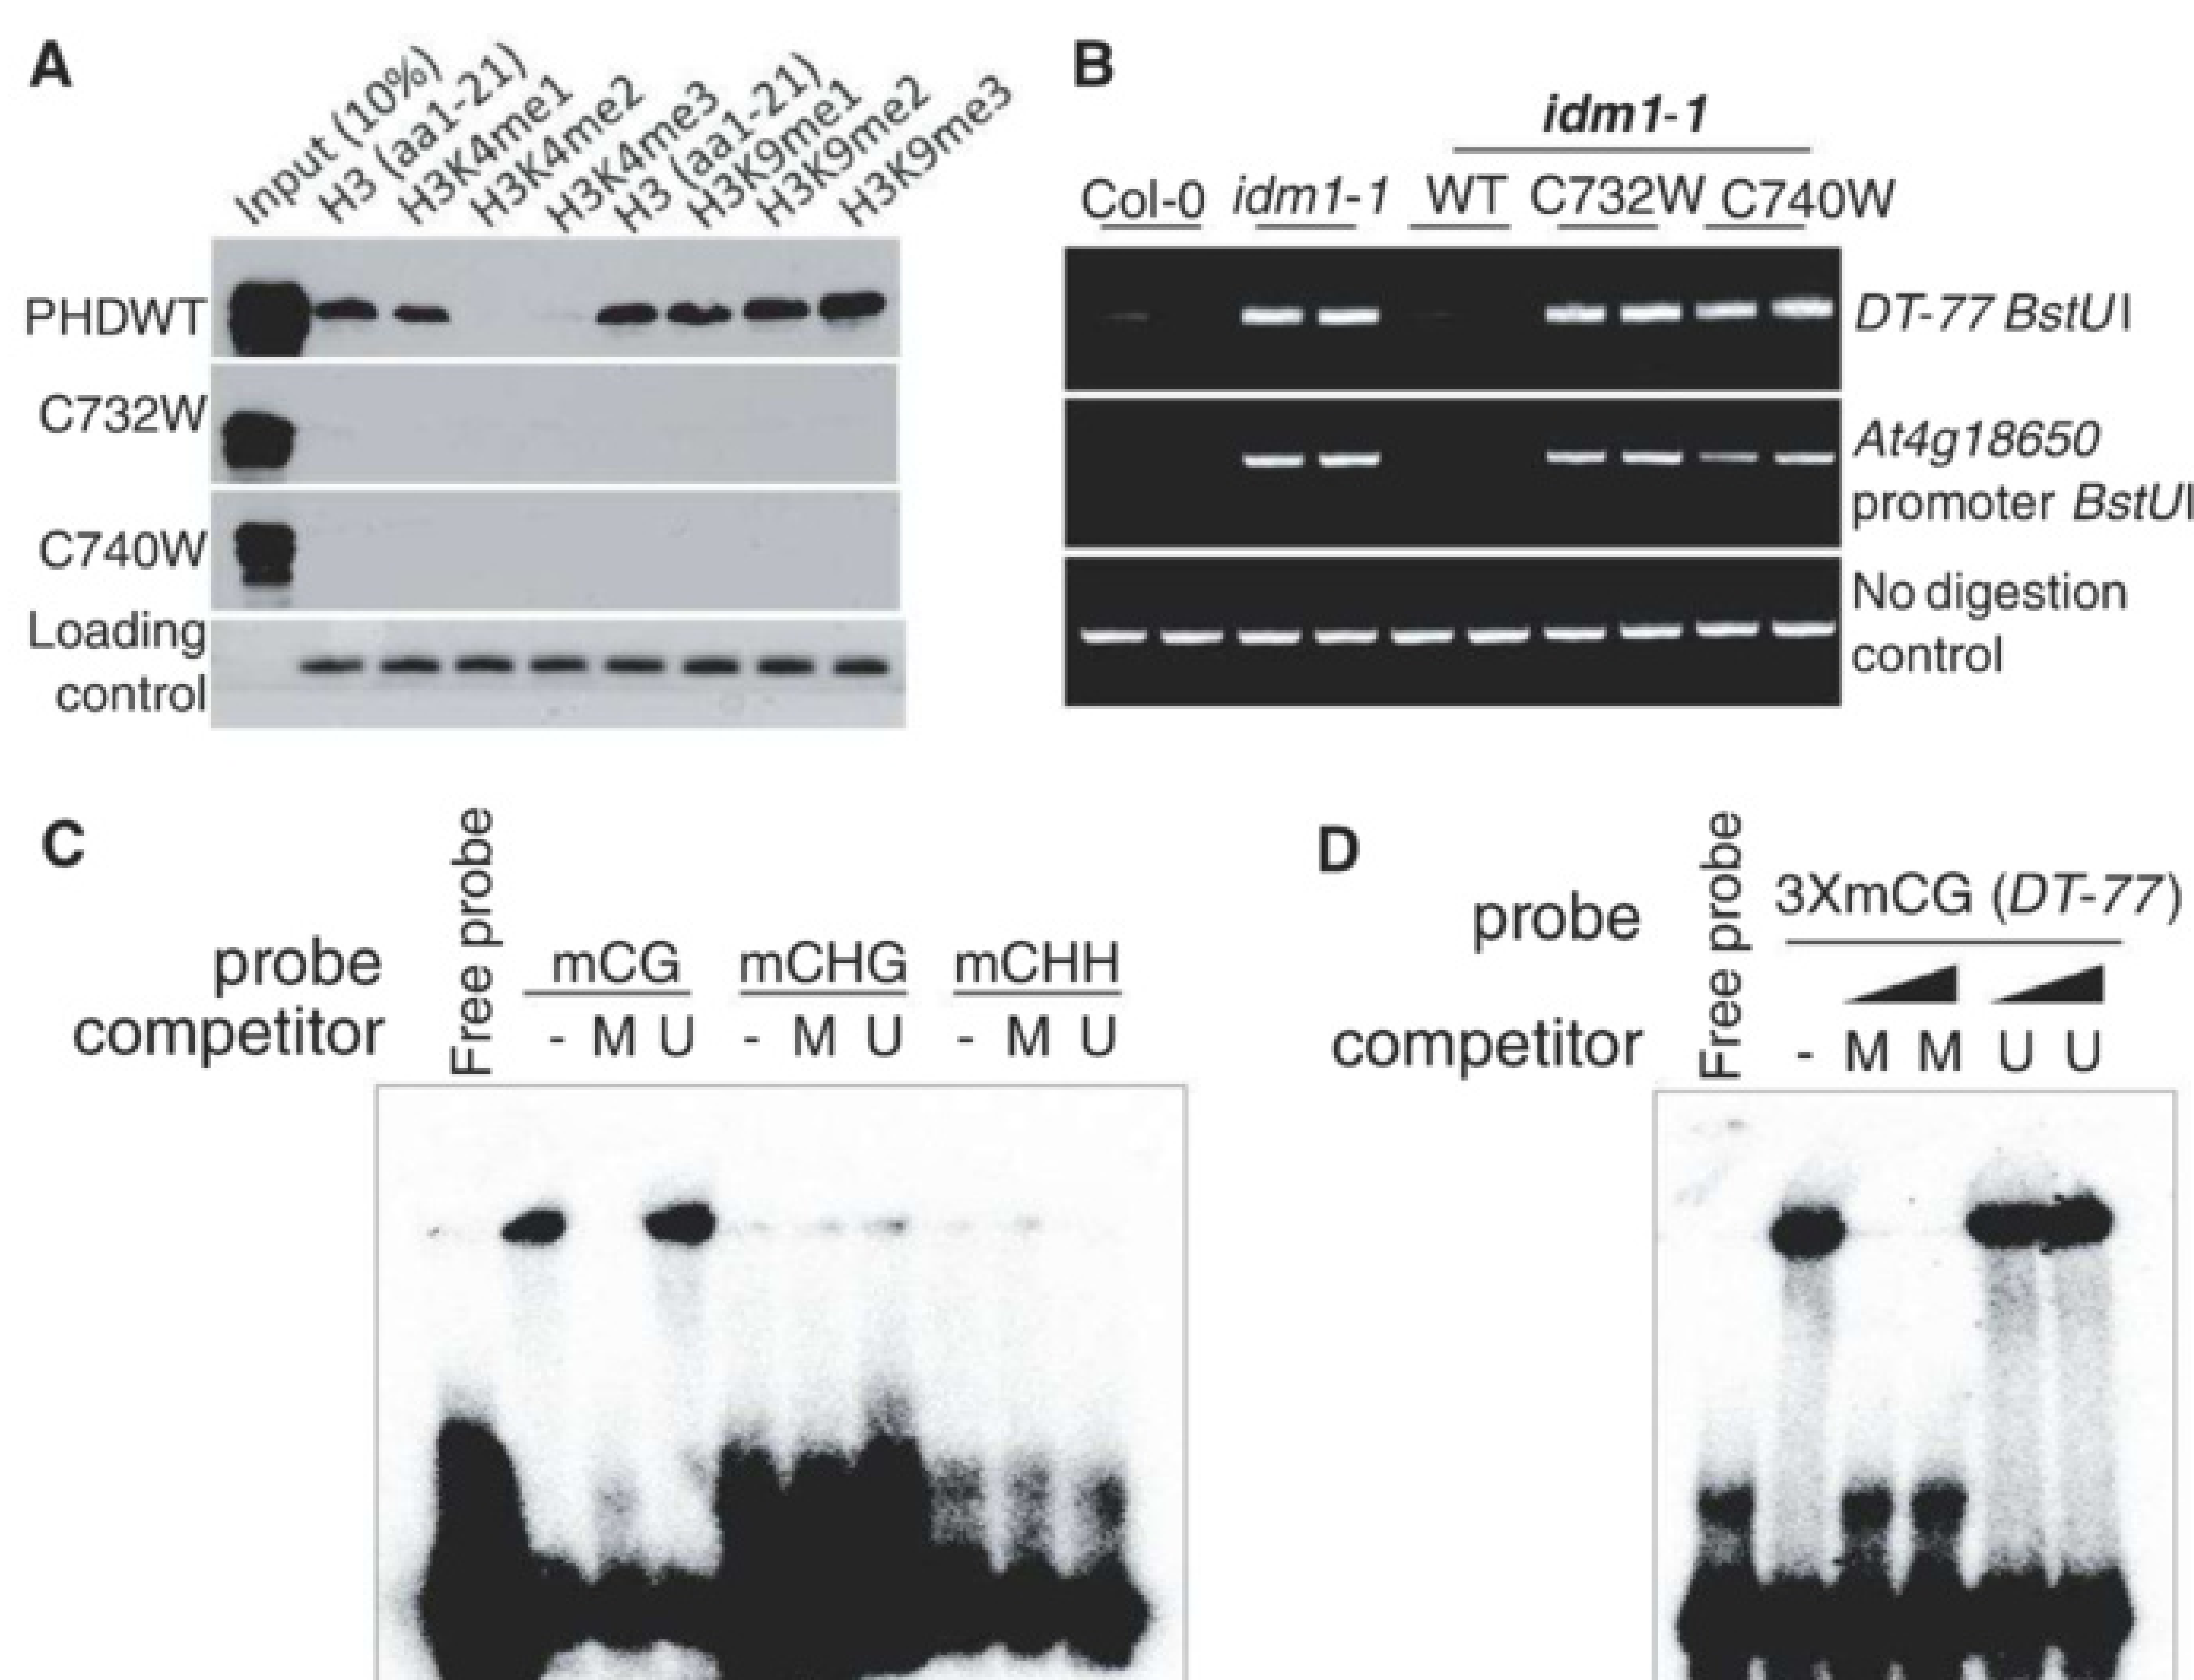 A
Input (10%)
H3 (aa1-21)
H3K4me1
H3K4me2
H3K4me3
H3 (aa1-21)
H3K9me1
H3K9me2
H3K9me3
PHDWT
C732W
C740W
Loading
control
B
idm1-1
Col-0 idm1-1 WT C732W C740W
DT-77 BstUI
At4g18650
promoter BstUI
No digestion
control
C
Free probe
probe mCG mCHG mCHH
competitor - M U - M U - M U
D
Free probe
probe 3XmCG (DT-77)
competitor - M M U U